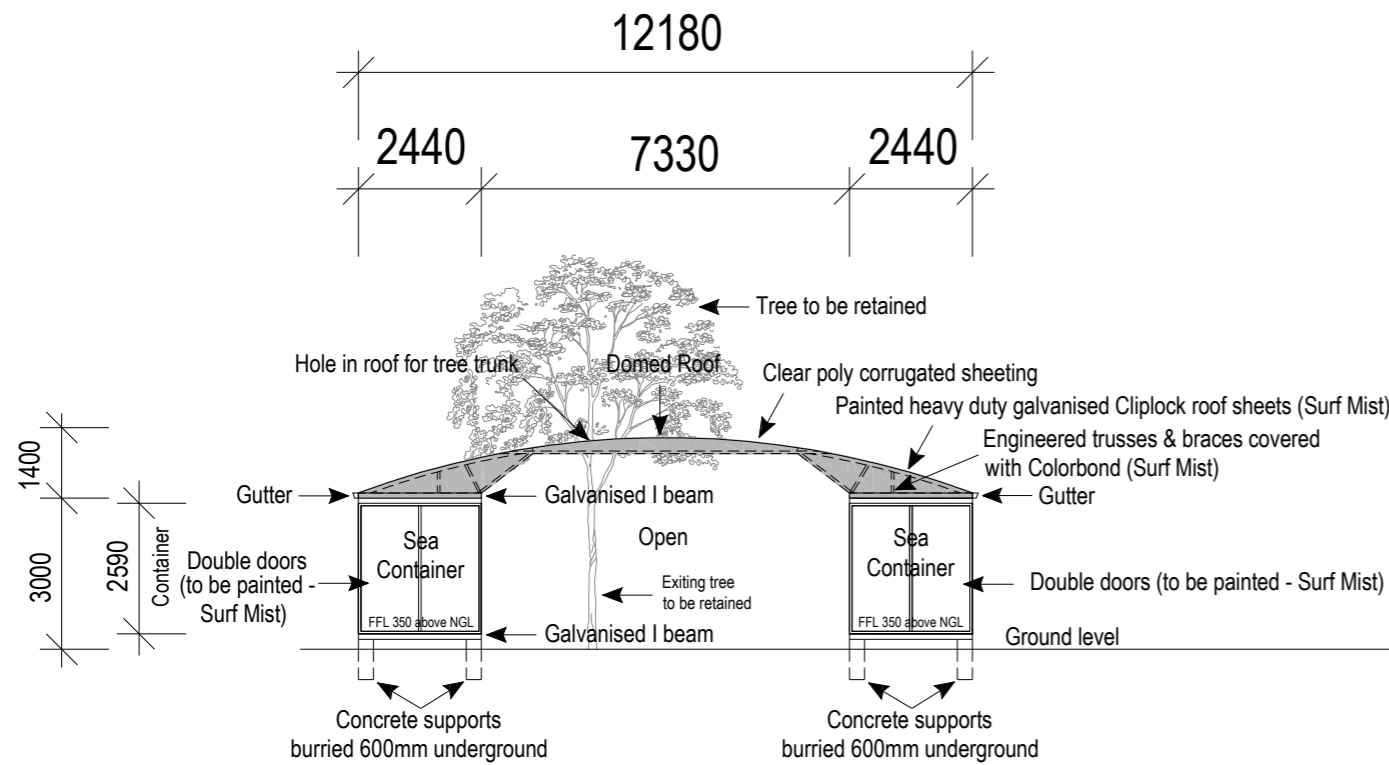 12180
2440
7330
2440
Tree to be retained
Hole in roof for tree trunk
Domed Roof
Clear poly corrugated sheeting
Painted heavy duty galvanised Cliplock roof sheets (Surf Mist)
Engineered trusses & braces covered
with Colorbond (Surf Mist)
1400
Gutter
Galvanised I beam
Gutter
3000
2590
Container
Double doors
(to be painted -
Surf Mist)
Sea
Container
FFL 350 above NGL
Open
Exiting tree
to be retained
Sea
Container
FFL 350 above NGL
Double doors (to be painted - Surf Mist)
Galvanised I beam
Ground level
Concrete supports
burried 600mm underground
Concrete supports
burried 600mm underground